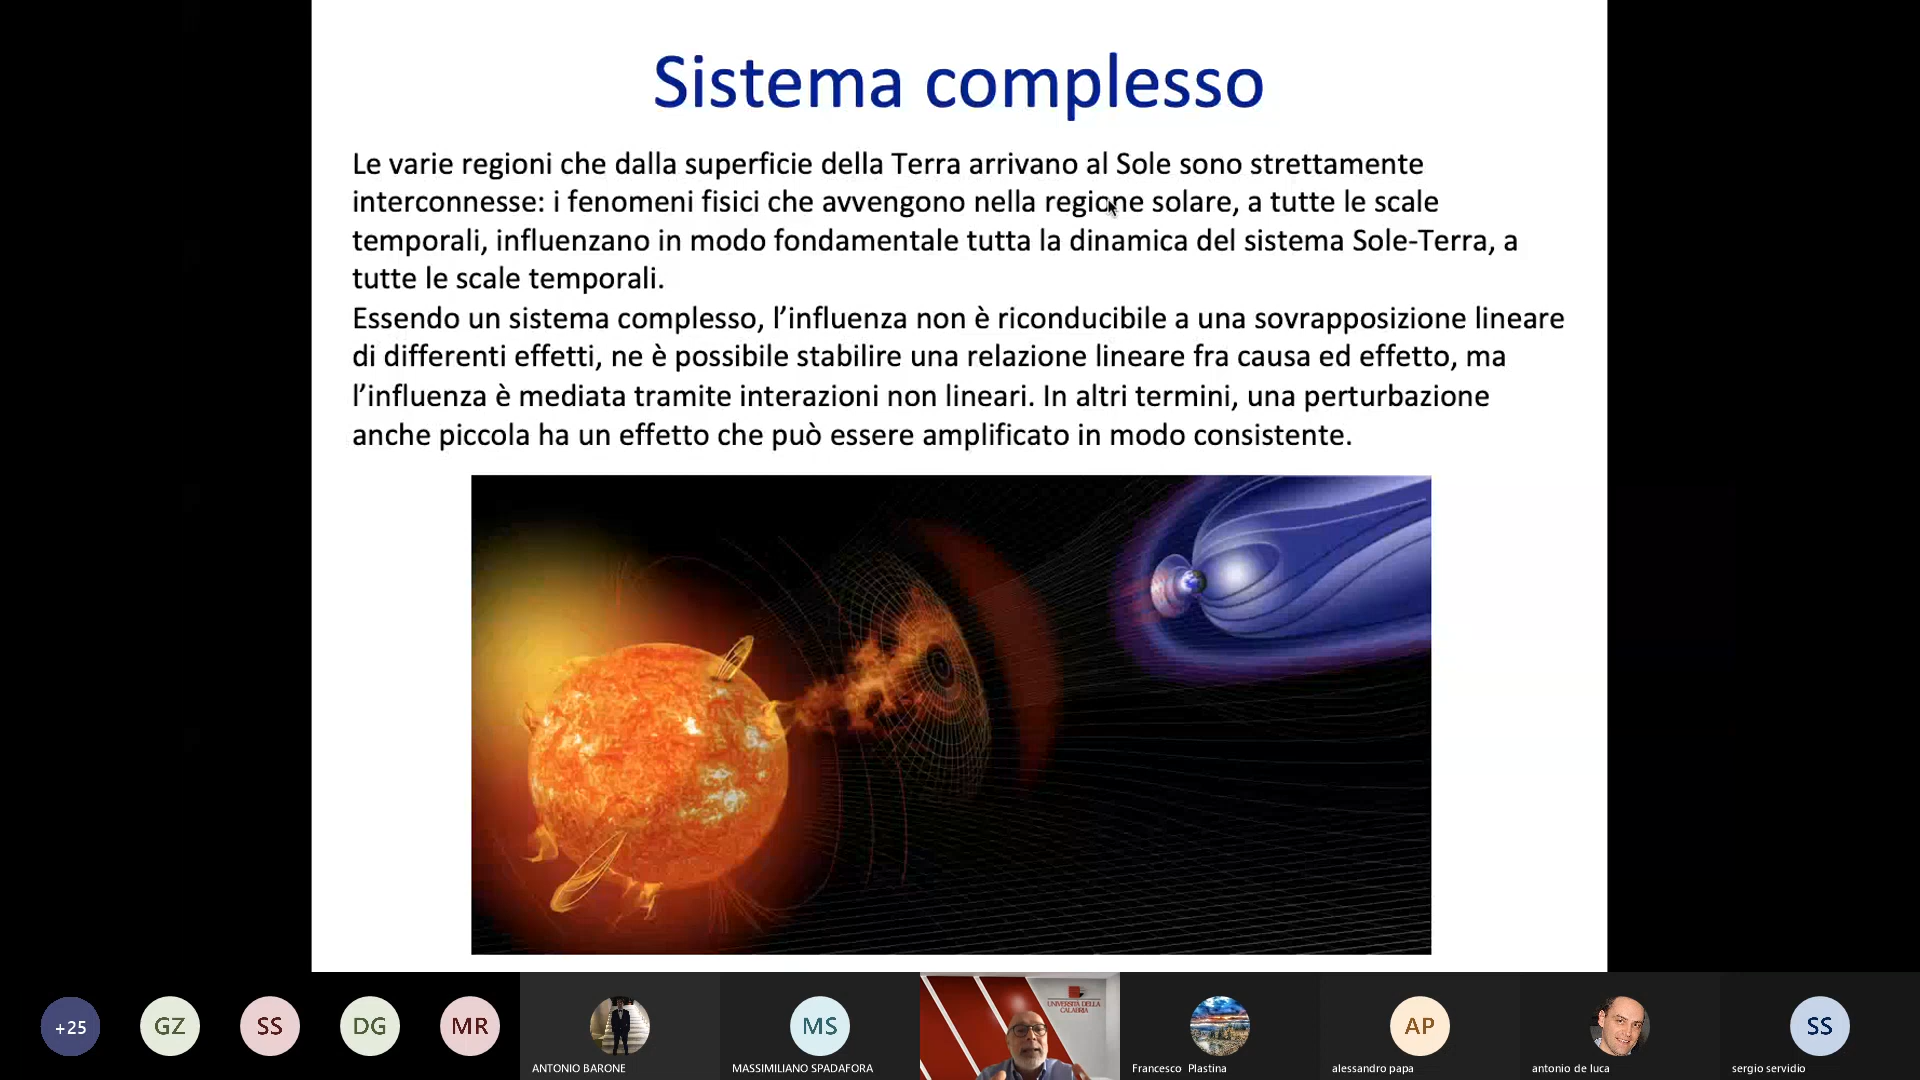 Sistema complesso
Le varie regioni che dalla superficie della Terra arrivano al Sole sono strettamente
interconnesse: i fenomeni fisici che avvengono nella regione solare, a tutte le scale
temporali, influenzano in modo fondamentale tutta la dinamica del sistema Sole-Terra, a
tutte le scale temporali.
Essendo un sistema complesso, l’influenza non è riconducibile a una sovrapposizione lineare
di differenti effetti, ne è possibile stabilire una relazione lineare fra causa ed effetto, ma
l’influenza è mediata tramite interazioni non lineari. In altri termini, una perturbazione
anche piccola ha un effetto che può essere amplificato in modo consistente.
+25
GZ
SS
DG
MR
ANTONIO BARONE
MS
MASSIMILIANO SPADAFORA
UNIVERSITÀ DELLA
CALABRIA
Francesco Plastina
AP
alessandro papa
antonio de luca
SS
sergio servidio